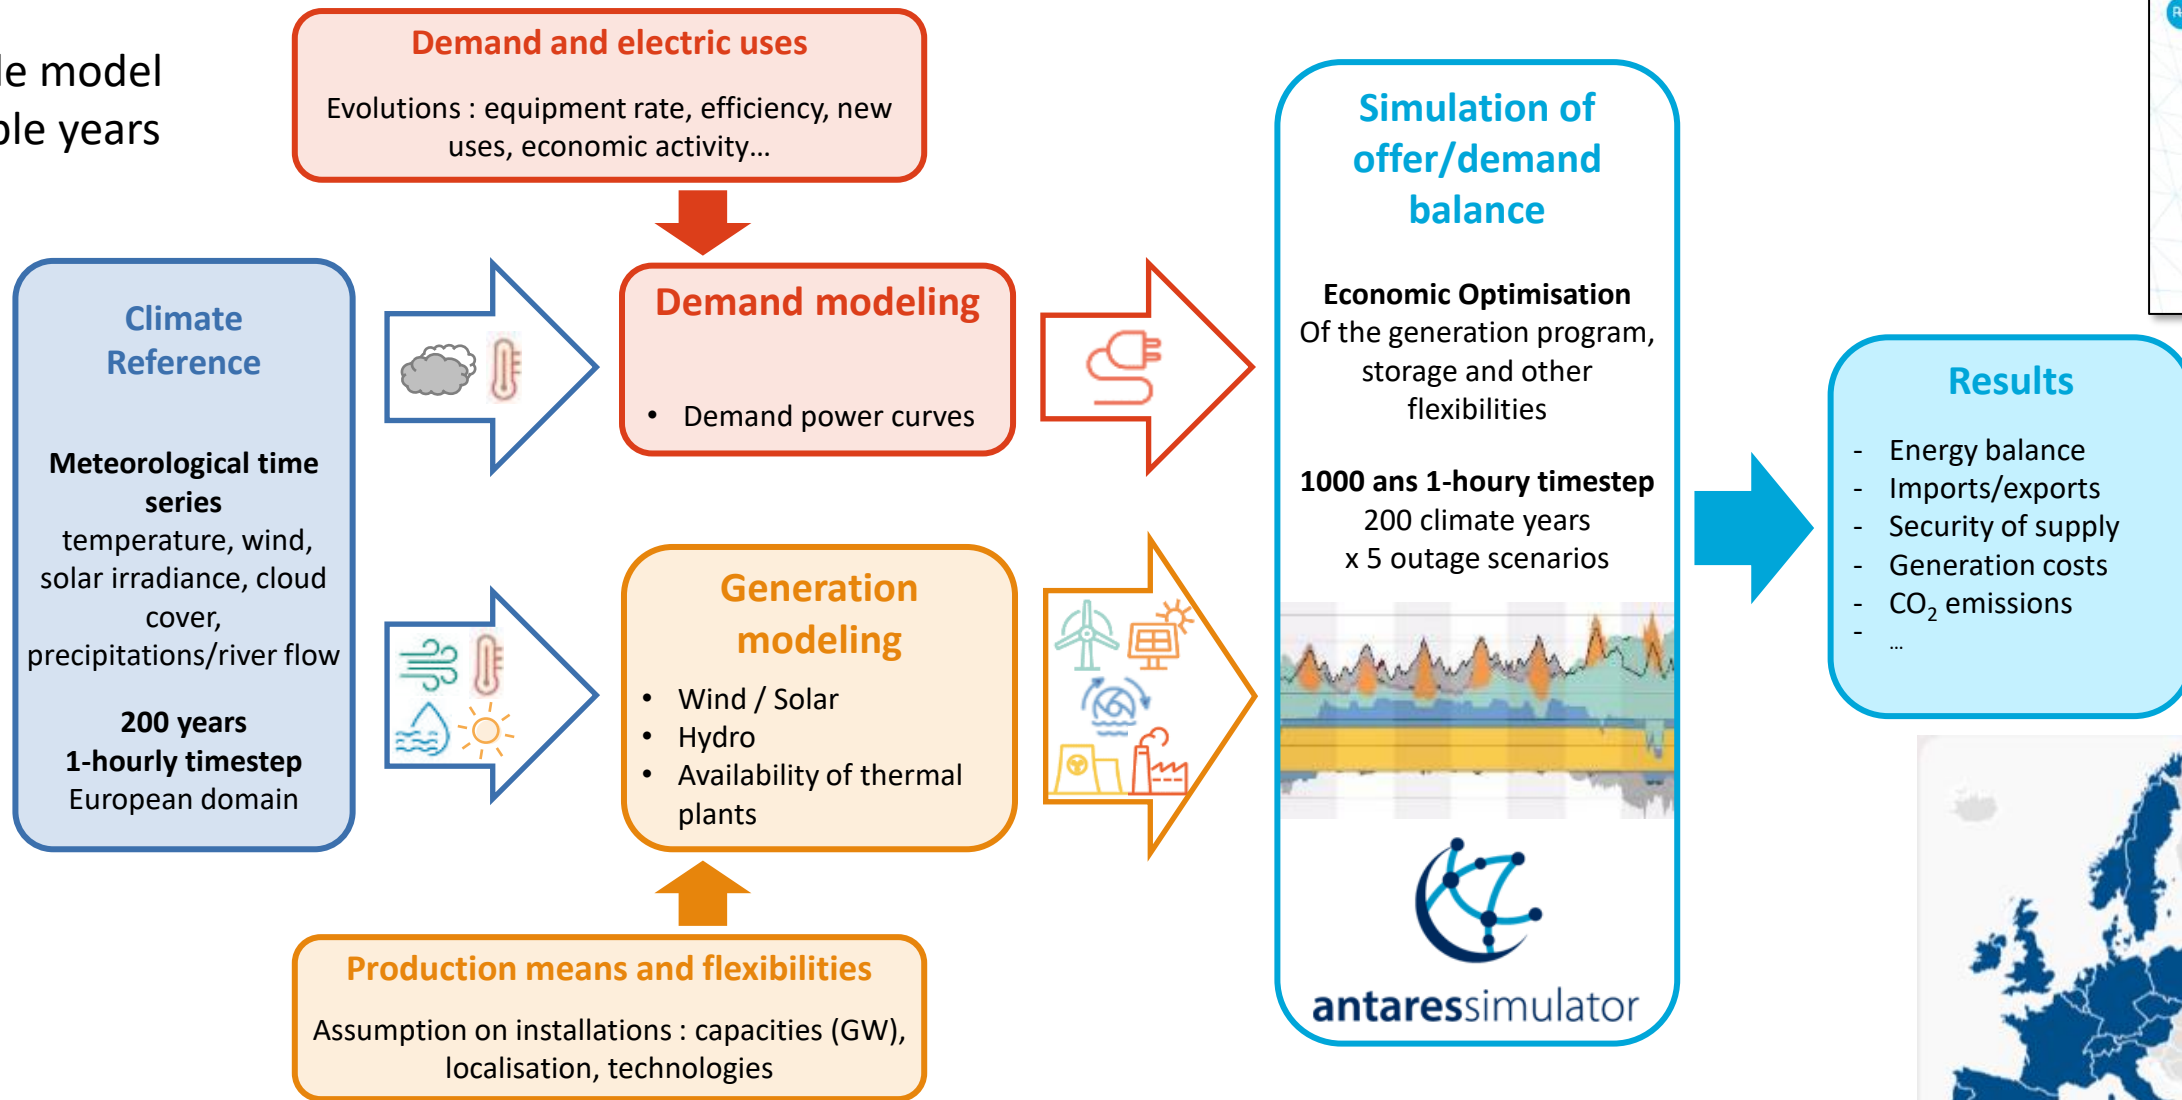 le model
ble years
Demand and electric uses
Evolutions : equipment rate, efficiency, new
uses, economic activity...
Climate
Reference
Meteorological time
series
temperature, wind,
solar irradiance, cloud
cover,
precipitations/river flow
200 years
1-hourly timestep
European domain
Demand modeling
• Demand power curves
Generation
modeling
• Wind / Solar
• Hydro
• Availability of thermal
plants
Production means and flexibilities
Assumption on installations : capacities (GW),
localisation, technologies
Simulation of
offer/demand
balance
Economic Optimisation
Of the generation program,
storage and other
flexibilities
1000 ans 1-houry timestep
200 climate years
x 5 outage scenarios
antaressimulator
Results
- Energy balance
- Imports/exports
- Security of supply
- Generation costs
- CO₂ emissions
- ...